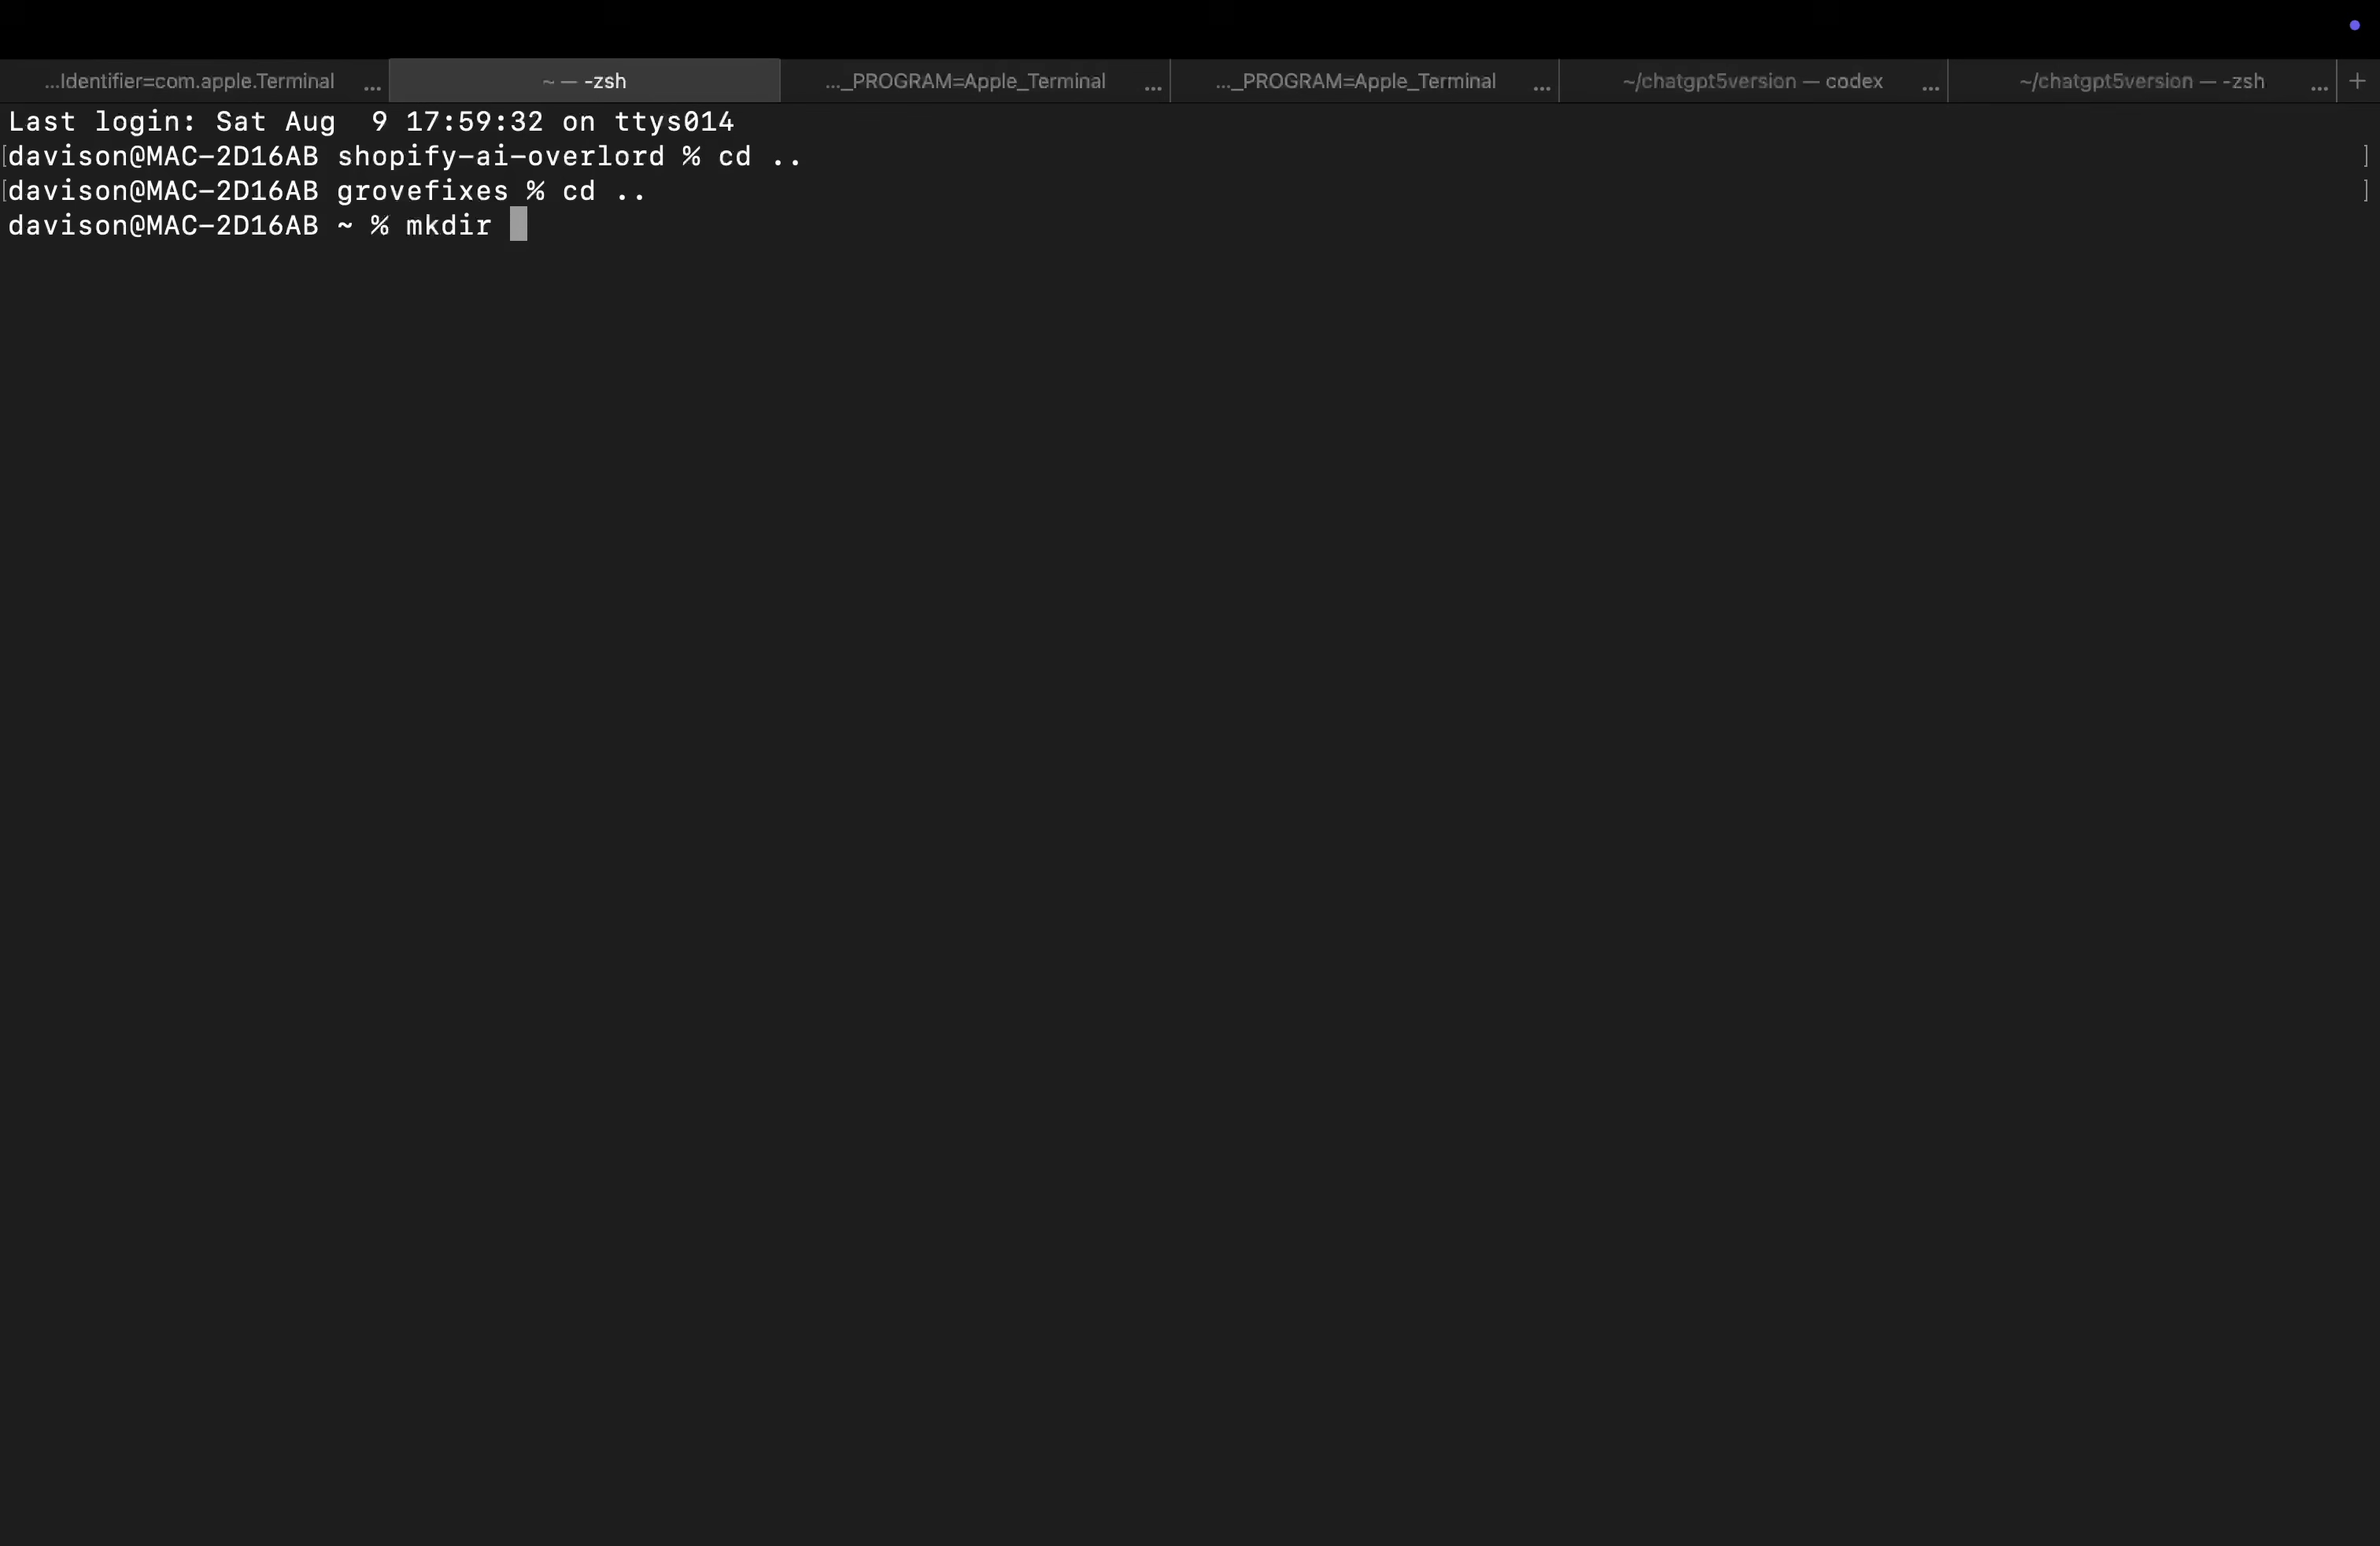 ...Identifier=com.apple.Terminal ... ~ — -zsh ..._PROGRAM=Apple_Terminal ... ..._PROGRAM=Apple_Terminal ... ~/chatgpt5version — codex ... ~/chatgpt5version — -zsh ... +
Last login: Sat Aug  9 17:59:32 on ttys014
[davison@MAC-2D16AB shopify-ai-overlord % cd .. ]
[davison@MAC-2D16AB grovefixes % cd .. ]
davison@MAC-2D16AB ~ % mkdir